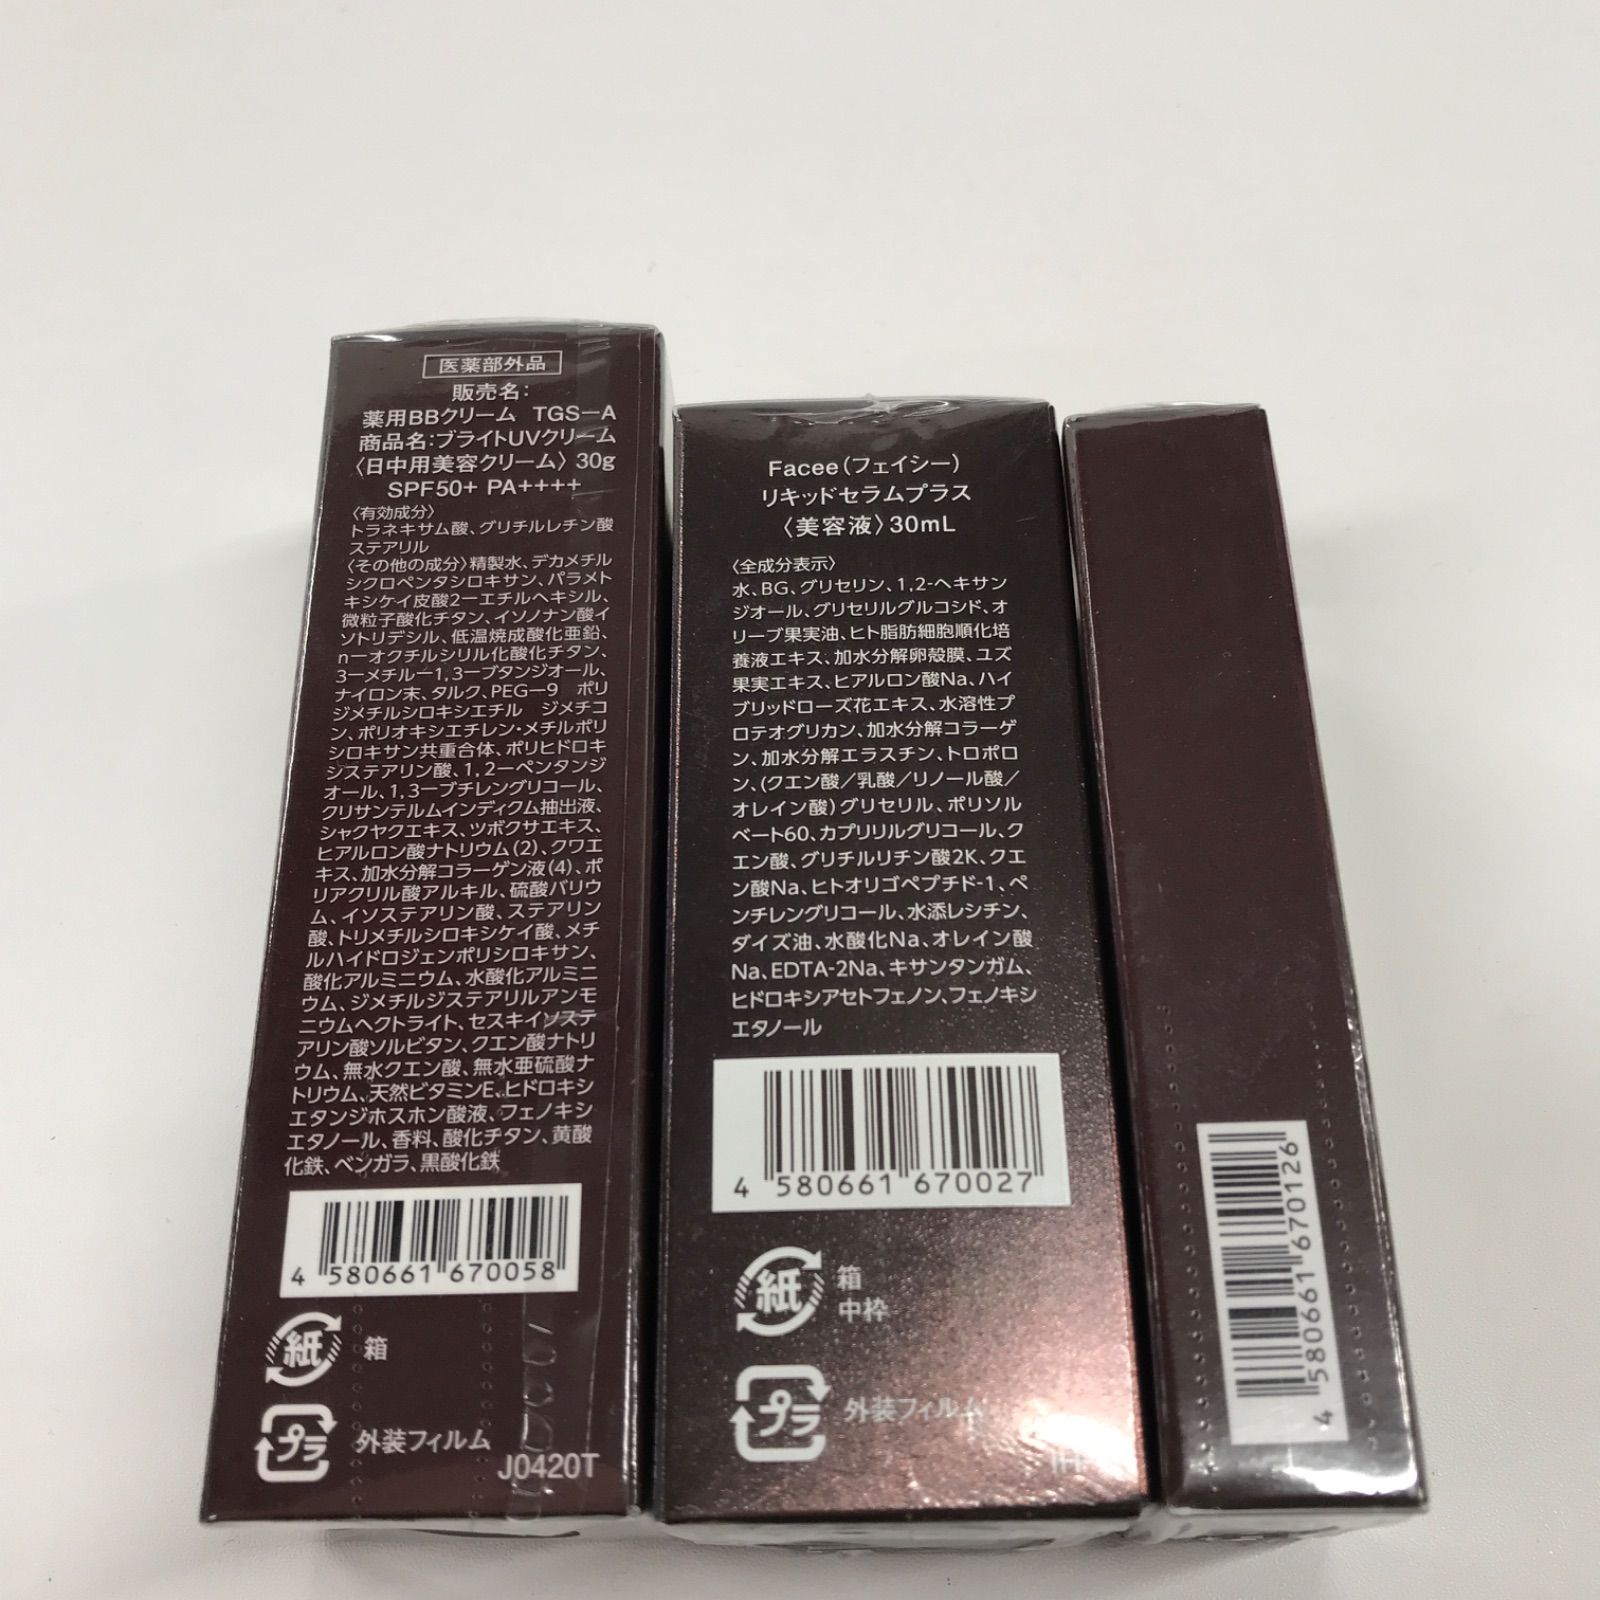 医薬部外品
販売名：
薬用BBクリーム　TGS－A
商品名：ブライトUVクリーム
〈日中用美容クリーム〉30g
SPF50+ PA++++
〈有効成分〉
トラネキサム酸、グリチルレチン酸
ステアリル
〈その他の成分〉精製水、デカメチル
シクロペンタシロキサン、パラメト
キシケイ皮酸2－エチルヘキシル、
微粒子酸化チタン、イソノナン酸イ
ソトリデシル、低温焼成酸化亜鉛、
n－オクチルシリル化酸化チタン、
3－メチル－1,3－ブタンジオール、
ナイロン末、タルク、PEG－9　ポリ
ジメチルシロキシエチル　ジメチコ
ン、ポリオキシエチレン・メチルポリ
シロキサン共重合体、ポリヒドロキ
システアリン酸、1,2－ペンタンジ
オール、1,3－ブチレングリコール、
クリサンテルムインディクム抽出液、
シャクヤクエキス、ツボクサエキス、
ヒアルロン酸ナトリウム（2）、クワエ
キス、加水分解コラーゲン液（4）、ポ
リアクリル酸アルキル、硫酸バリウ
ム、イソステアリン酸、ステアリン
酸、トリメチルシロキシケイ酸、メチ
ルハイドロジェンポリシロキサン、
酸化アルミニウム、水酸化アルミニ
ウム、ジメチルジステアリルアンモ
ニウムヘクトライト、セスキイソステ
アリン酸ソルビタン、クエン酸ナトリ
ウム、無水クエン酸、無水亜硫酸ナ
トリウム、天然ビタミンE、ヒドロキシ
エタンジホスホン酸液、フェノキシ
エタノール、香料、酸化チタン、黄酸
化鉄、ベンガラ、黒酸化鉄
4 580661 670058
紙 箱
プラ 外装フィルム
J0420T
Facee（フェイシー）
リキッドセラムプラス
〈美容液〉30mL
〈全成分表示〉
水、BG、グリセリン、1,2-ヘキサン
ジオール、グリセリルグルコシド、オ
リーブ果実油、ヒト脂肪細胞順化培
養液エキス、加水分解卵殻膜、ユズ
果実エキス、ヒアルロン酸Na、ハイ
ブリッドローズ花エキス、水溶性プ
ロテオグリカン、加水分解コラーゲ
ン、加水分解エラスチン、トロポロ
ン、（クエン酸／乳酸／リノール酸／
オレイン酸）グリセリル、ポリソル
ベート60、カプリリルグリコール、ク
エン酸、グリチルリチン酸2K、クエ
ン酸Na、ヒトオリゴペプチド-1、ペ
ンチレングリコール、水添レシチン、
ダイズ油、水酸化Na、オレイン酸
Na、EDTA-2Na、キサンタンガム、
ヒドロキシアセトフェノン、フェノキシ
エタノール
4 580661 670027
紙 箱
中枠
プラ 外装フィルム
4 580661 670126